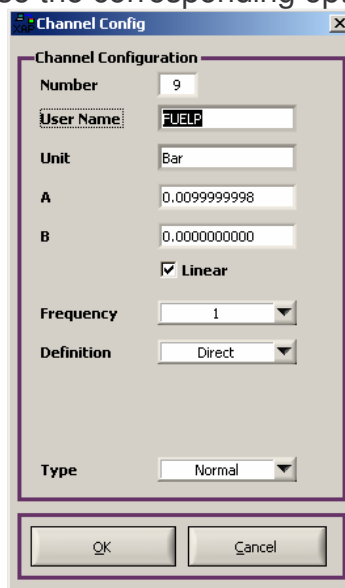 Channel Config
Channel Configuration
Number 9
User Name FUELP
Unit Bar
A 0.0099999998
B 0.0000000000
Linear
Frequency 1
Definition Direct
Type Normal
OK Cancel